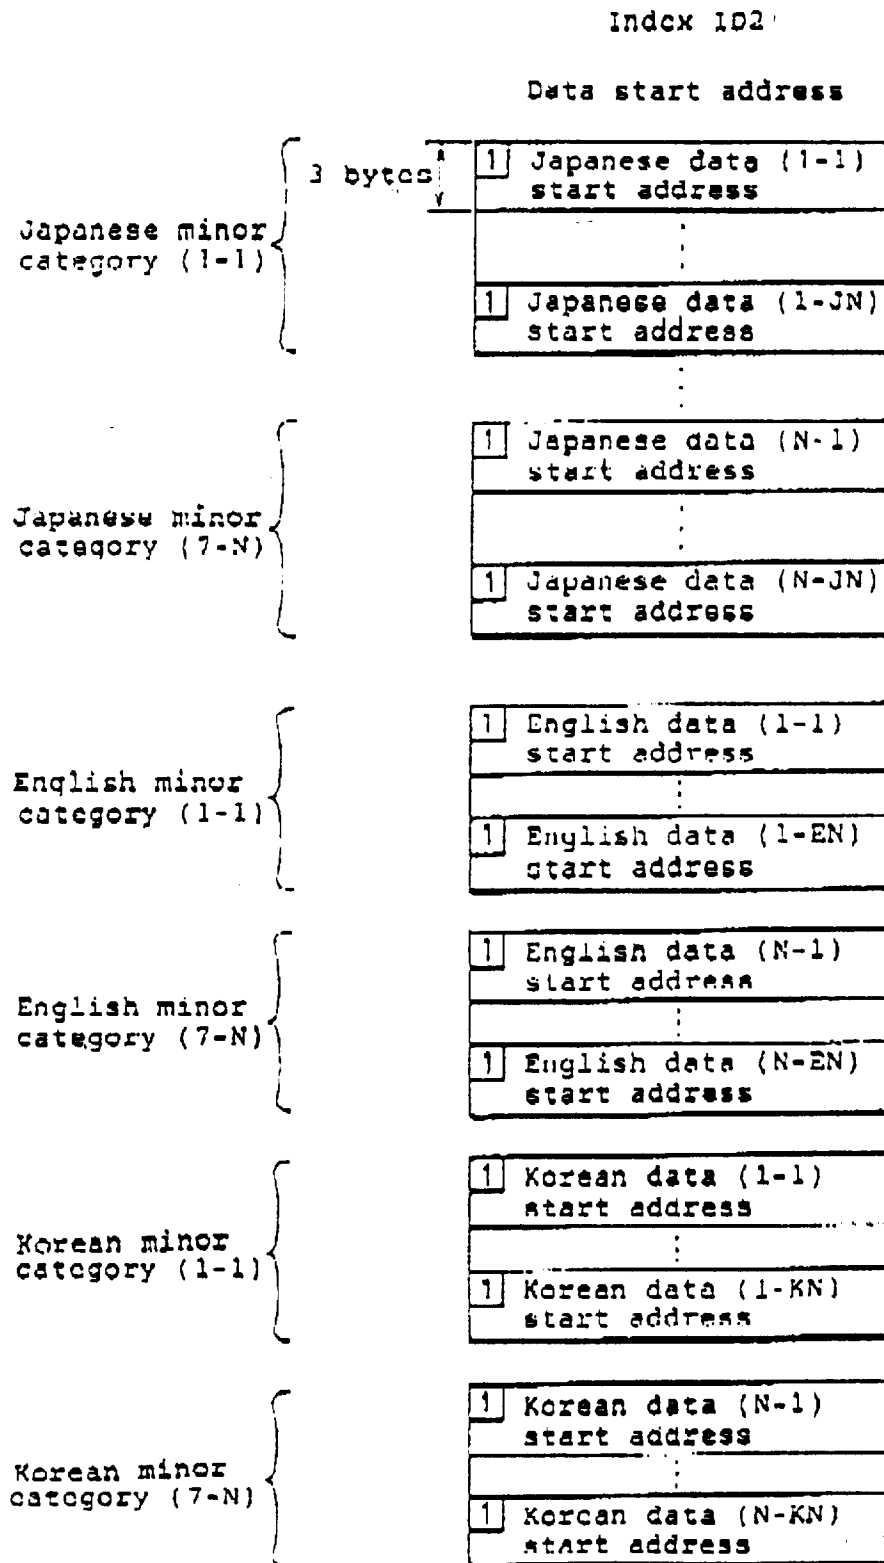 Index ID2
Data start address
3 bytes
Japanese minor
category (1-1)
1 Japanese data (1-1)
start address
1 Japanese data (1-JN)
start address
Japanese minor
category (7-N)
1 Japanese data (N-1)
start address
1 Japanese data (N-JN)
start address
English minor
category (1-1)
1 English data (1-1)
start address
1 English data (1-EN)
start address
English minor
category (7-N)
1 English data (N-1)
start address
1 English data (N-EN)
start address
Korean minor
category (1-1)
1 Korean data (1-1)
start address
1 Korean data (1-KN)
start address
Korean minor
category (7-N)
1 Korean data (N-1)
start address
1 Korean data (N-KN)
start address